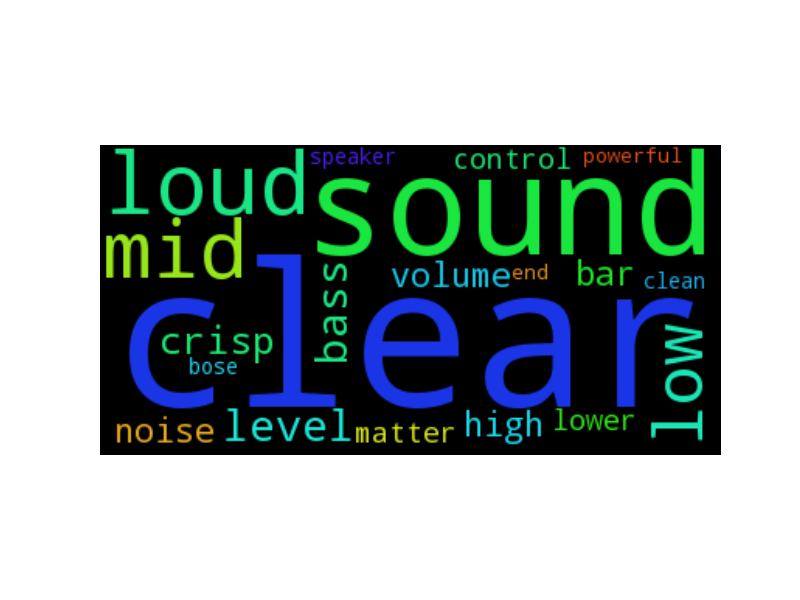 speaker
control
powerful
loud
sound
mid
volume
end
bar
clean
bass
clear
crisp
bose
low
noise
level
matter
high
lower